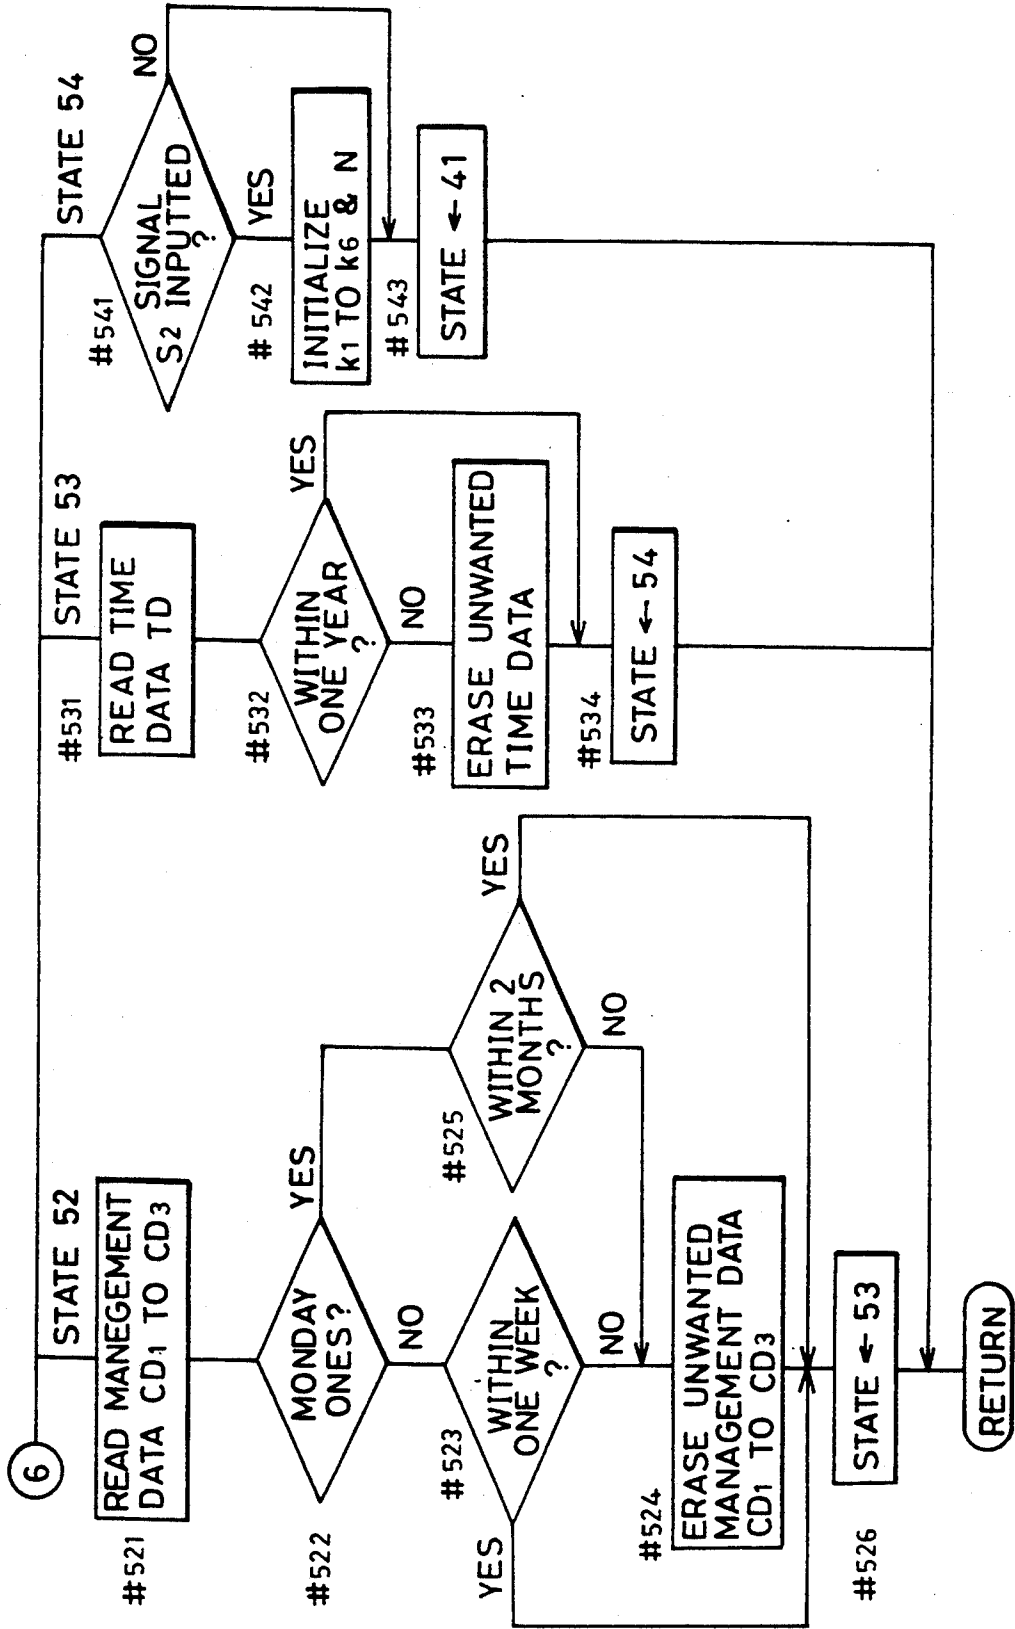 6
STATE 52
#521
READ MANEGEMENT
DATA CD1 TO CD3
#522
MONDAY
ONES?
YES
NO
#523
WITHIN
ONE WEEK
?
YES
NO
#525
WITHIN 2
MONTHS
?
YES
NO
#524
ERASE UNWANTED
MANAGEMENT DATA
CD1 TO CD3
#526
STATE ← 53
RETURN
STATE 53
#531
READ TIME
DATA TD
#532
WITHIN
ONE YEAR
?
YES
NO
#533
ERASE UNWANTED
TIME DATA
#534
STATE ← 54
STATE 54
#541
SIGNAL
S2 INPUTTED
?
NO
YES
#542
INITIALIZE
k1 TO k6 & N
#543
STATE ← 41